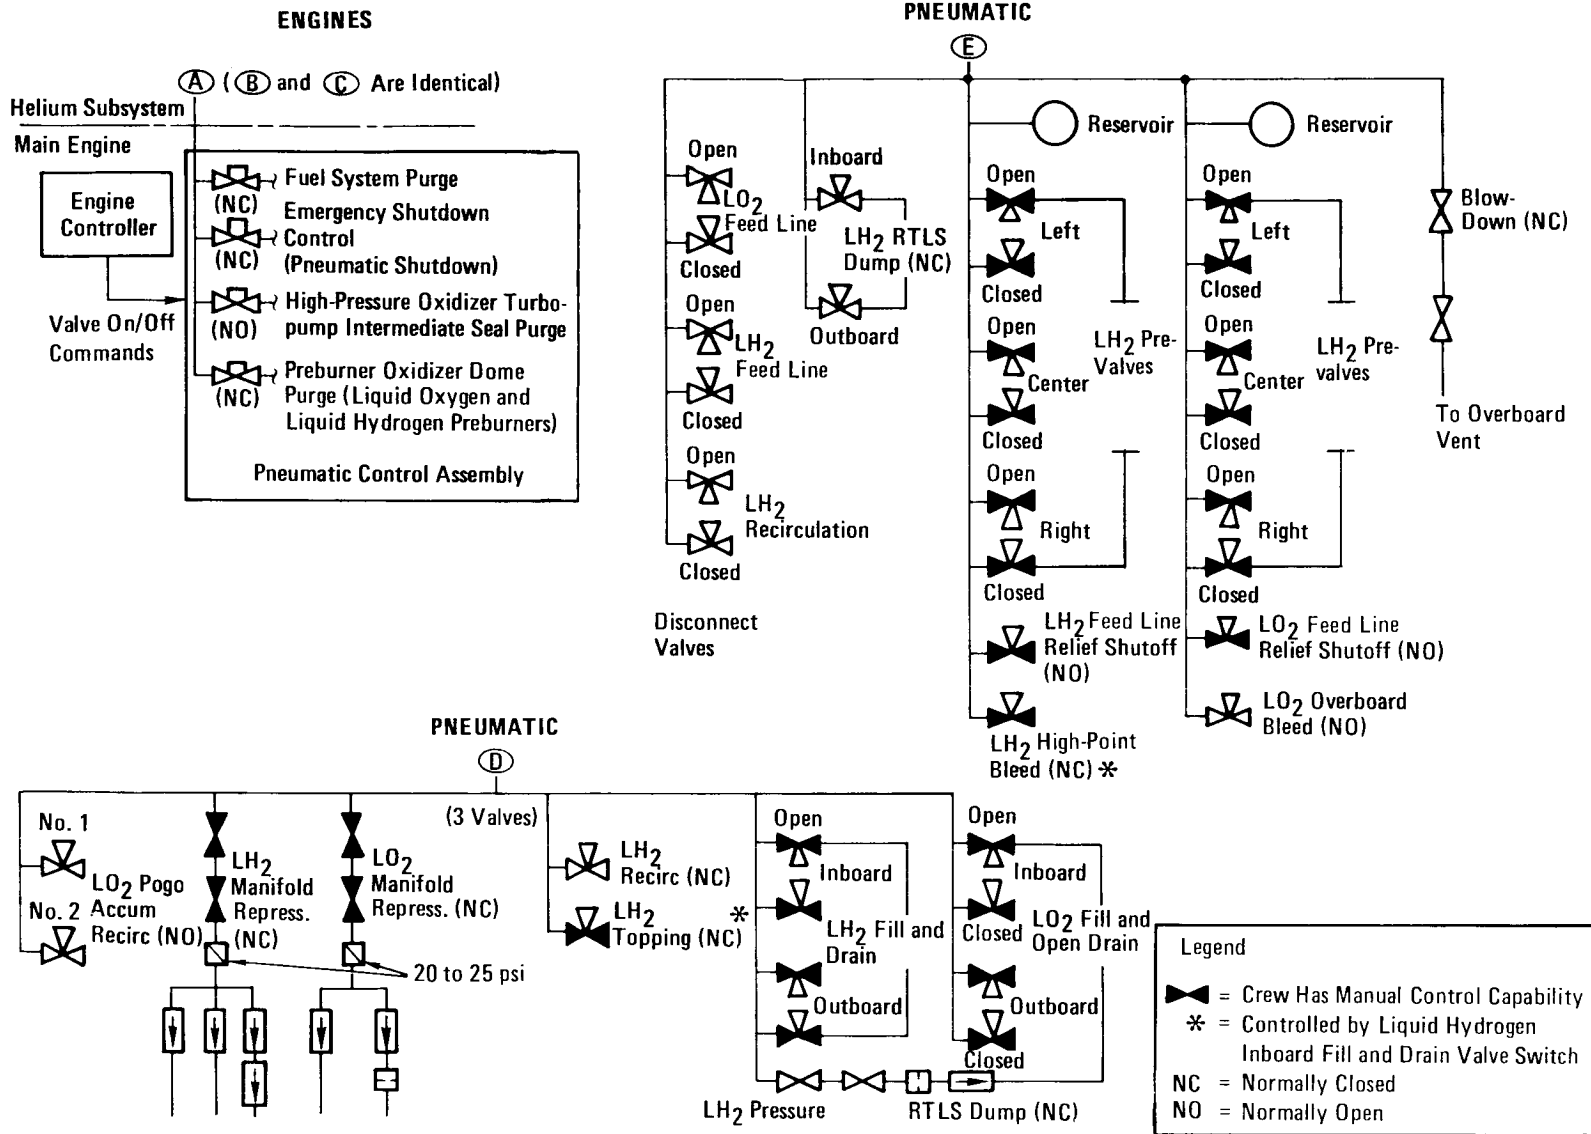 ENGINES
A (B and C Are Identical)
Helium Subsystem
Main Engine
Engine
Controller
Valve On/Off
Commands
(NC)
Fuel System Purge
(NC)
Emergency Shutdown
Control
(Pneumatic Shutdown)
(NO)
High-Pressure Oxidizer Turbo-
pump Intermediate Seal Purge
(NC)
Preburner Oxidizer Dome
Purge (Liquid Oxygen and
Liquid Hydrogen Preburners)
Pneumatic Control Assembly
PNEUMATIC
E
Open
LO2
Feed Line
Closed
Open
LH2
Feed Line
Closed
Open
LH2
Recirculation
Closed
Disconnect
Valves
Inboard
LH2 RTLS
Dump (NC)
Outboard
Reservoir
Open
Left
Closed
Open
Center
Closed
Open
Right
Closed
LH2 Pre-
Valves
LH2 Feed Line
Relief Shutoff
(NO)
LH2 High-Point
Bleed (NC) *
Reservoir
Open
Left
Closed
Open
Center
Closed
Open
Right
Closed
LH2 Pre-
valves
LO2 Feed Line
Relief Shutoff (NO)
LO2 Overboard
Bleed (NO)
Blow-
Down (NC)
To Overboard
Vent
PNEUMATIC
D
(3 Valves)
No. 1
No. 2
LO2 Pogo
Accum
Recirc (NO)
LH2
Manifold
Repress.
(NC)
LO2
Manifold
Repress. (NC)
20 to 25 psi
LH2
Recirc (NC)
LH2
Topping (NC)
*
Open
Inboard
LH2 Fill and
Drain
Outboard
Open
Inboard
Closed
LO2 Fill and
Open Drain
Outboard
Closed
LH2 Pressure
RTLS Dump (NC)
Legend
= Crew Has Manual Control Capability
* = Controlled by Liquid Hydrogen
Inboard Fill and Drain Valve Switch
NC = Normally Closed
NO = Normally Open